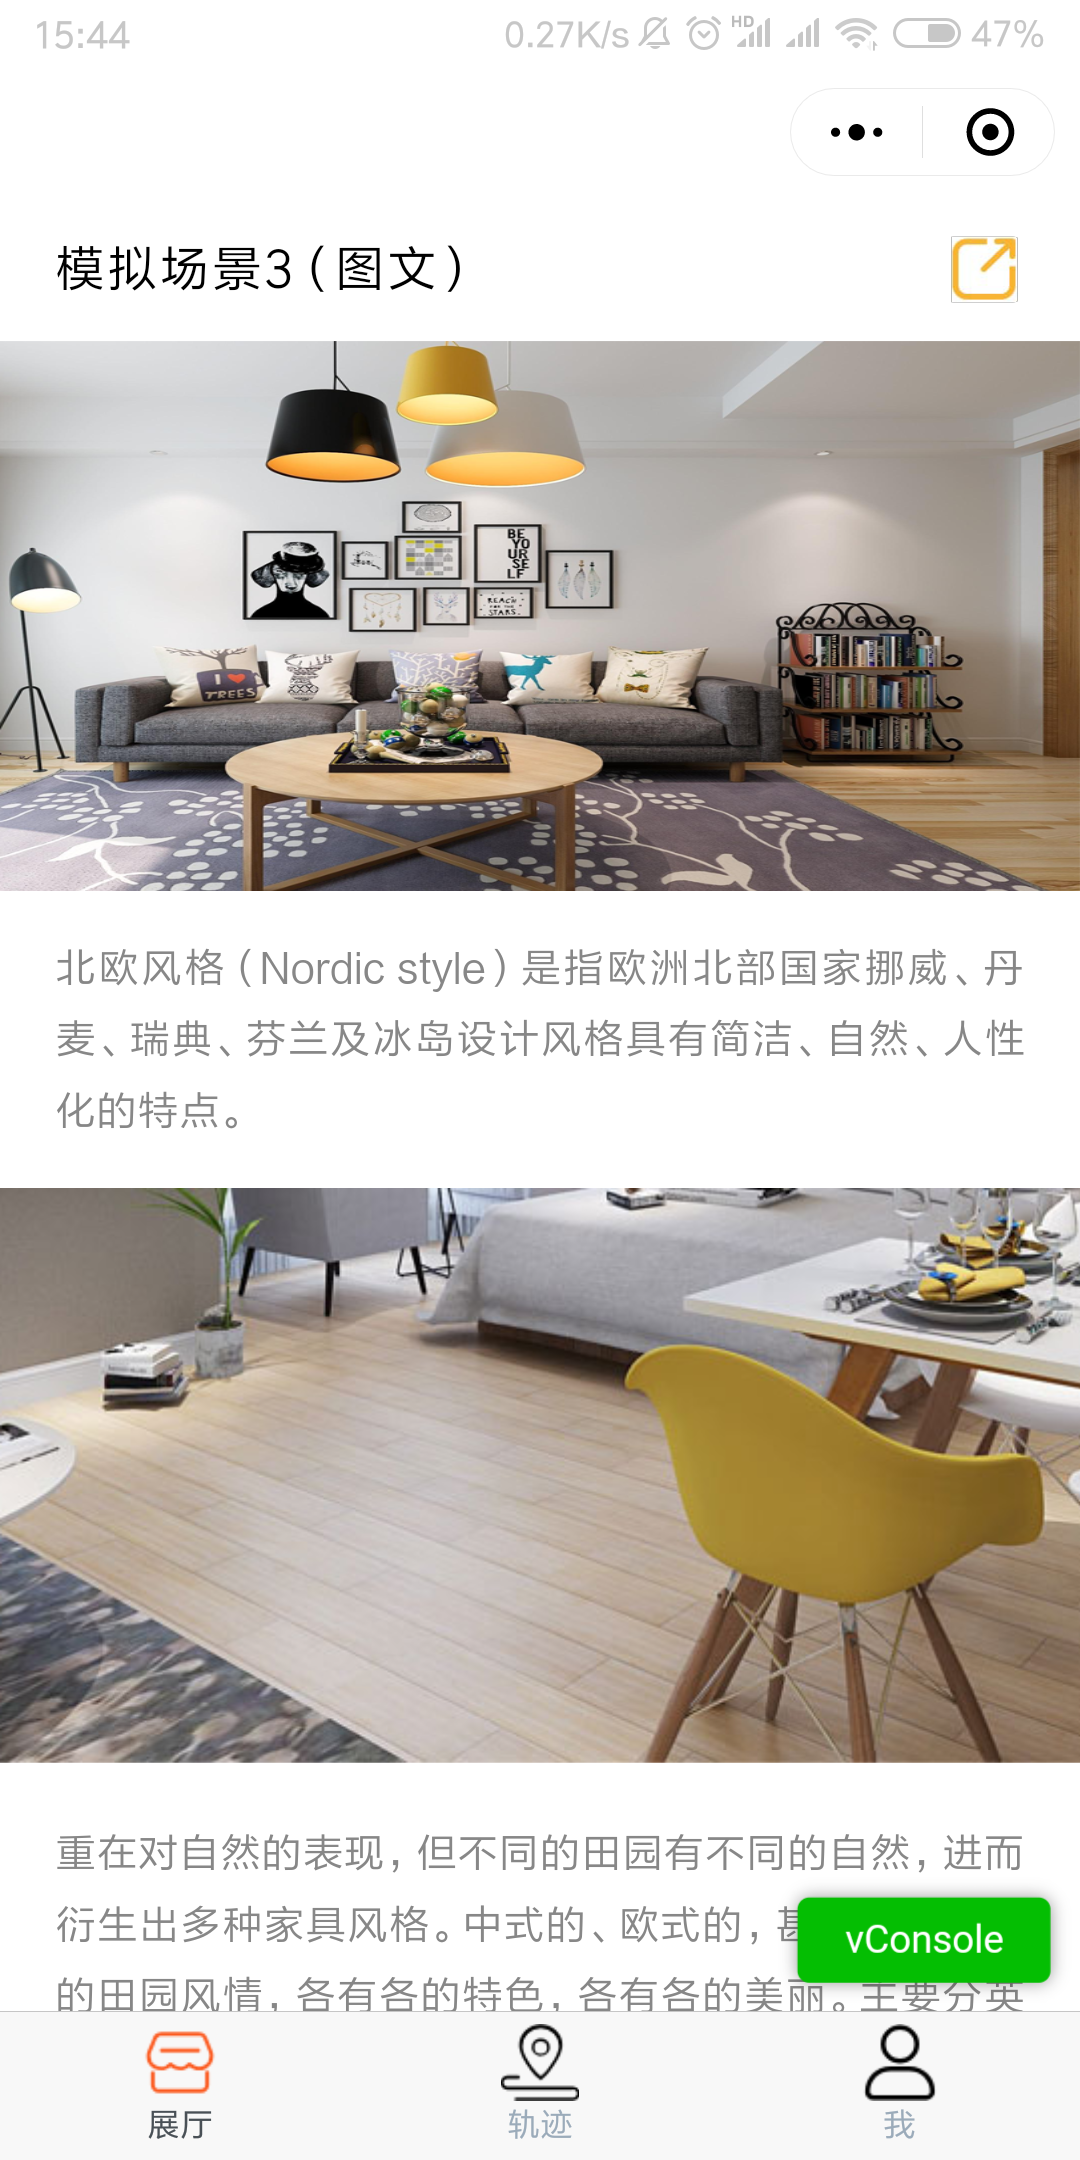 15:44
0.27K/s HD 47%
模拟场景3（图文）
BE YO UR SE LF
REACH FOR THE STARS.
I TREES
北欧风格（Nordic style）是指欧洲北部国家挪威、丹
麦、瑞典、芬兰及冰岛设计风格具有简洁、自然、人性
化的特点。
重在对自然的表现，但不同的田园有不同的自然，进而
衍生出多种家具风格。中式的、欧式的，甚
vConsole
的田园风情，各有各的特色，各有各的美丽。主要分英
展厅
轨迹
我